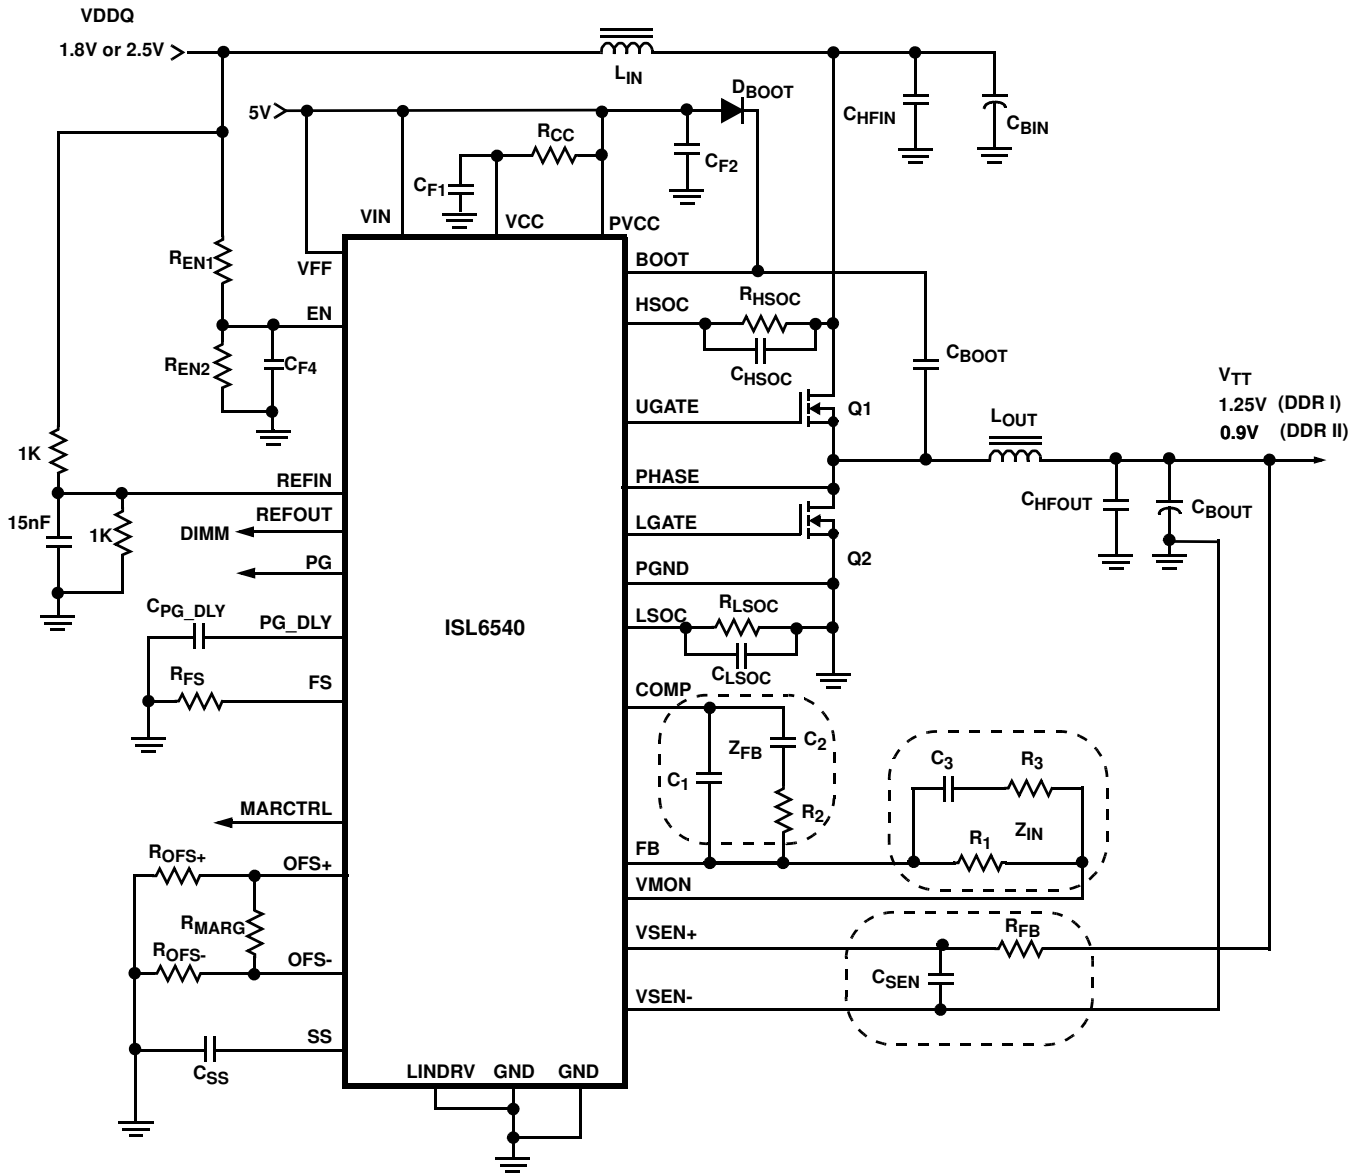 VDDQ
1.8V or 2.5V
LIN
5V
DBOOT
CHFIN
CBIN
RCC
CF1
CF2
VIN
VCC
PVCC
VFF
BOOT
REN1
EN
REN2
CF4
HSOC
RHSOC
CHSOC
CBOOT
UGATE
Q1
VTT
1.25V (DDR I)
0.9V (DDR II)
LOUT
1K
REFIN
PHASE
15nF
1K
REFOUT
DIMM
LGATE
Q2
CHFOUT
CBOUT
PG
PGND
CPG_DLY
PG_DLY
ISL6540
LSOC
RLSOC
CLSOC
RFS
FS
COMP
C1
ZFB
C2
R2
C3
R3
R1
ZIN
MARCTRL
FB
VMON
ROFS+
OFS+
RMARG
ROFS-
OFS-
VSEN+
RFB
CSEN
VSEN-
SS
CSS
LINDRV
GND
GND